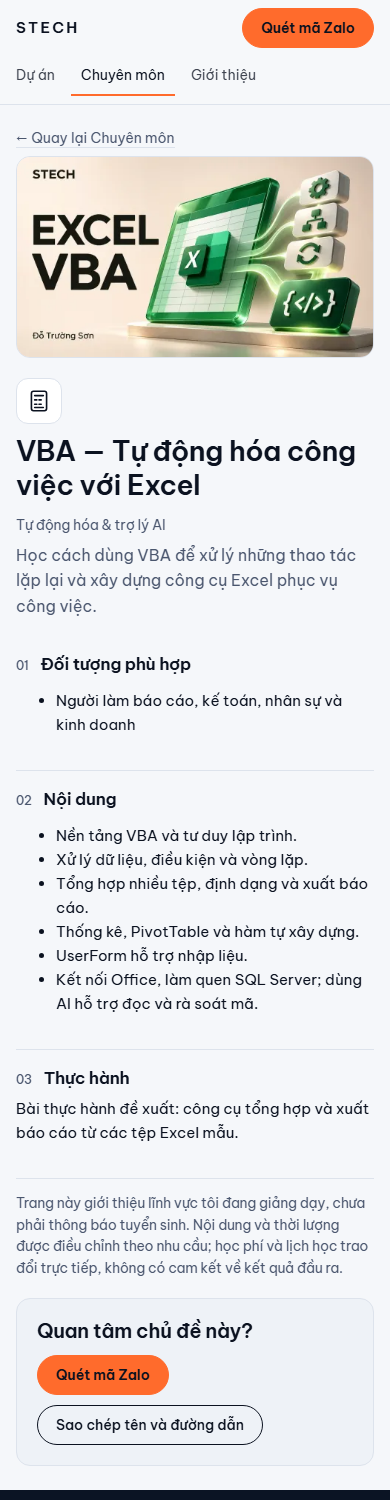 STECH
Quét mã Zalo
Dự án
Chuyên môn
Giới thiệu
← Quay lại Chuyên môn
STECH
EXCEL
VBA
X
{</>}
Đỗ Trường Sơn
VBA — Tự động hóa công
việc với Excel
Tự động hóa & trợ lý AI
Học cách dùng VBA để xử lý những thao tác
lặp lại và xây dựng công cụ Excel phục vụ
công việc.
01 Đối tượng phù hợp
• Người làm báo cáo, kế toán, nhân sự và
kinh doanh
02 Nội dung
• Nền tảng VBA và tư duy lập trình.
• Xử lý dữ liệu, điều kiện và vòng lặp.
• Tổng hợp nhiều tệp, định dạng và xuất báo
cáo.
• Thống kê, PivotTable và hàm tự xây dựng.
• UserForm hỗ trợ nhập liệu.
• Kết nối Office, làm quen SQL Server; dùng
AI hỗ trợ đọc và rà soát mã.
03 Thực hành
Bài thực hành đề xuất: công cụ tổng hợp và xuất
báo cáo từ các tệp Excel mẫu.
Trang này giới thiệu lĩnh vực tôi đang giảng dạy, chưa
phải thông báo tuyển sinh. Nội dung và thời lượng
được điều chỉnh theo nhu cầu; học phí và lịch học trao
đổi trực tiếp, không có cam kết về kết quả đầu ra.
Quan tâm chủ đề này?
Quét mã Zalo
Sao chép tên và đường dẫn